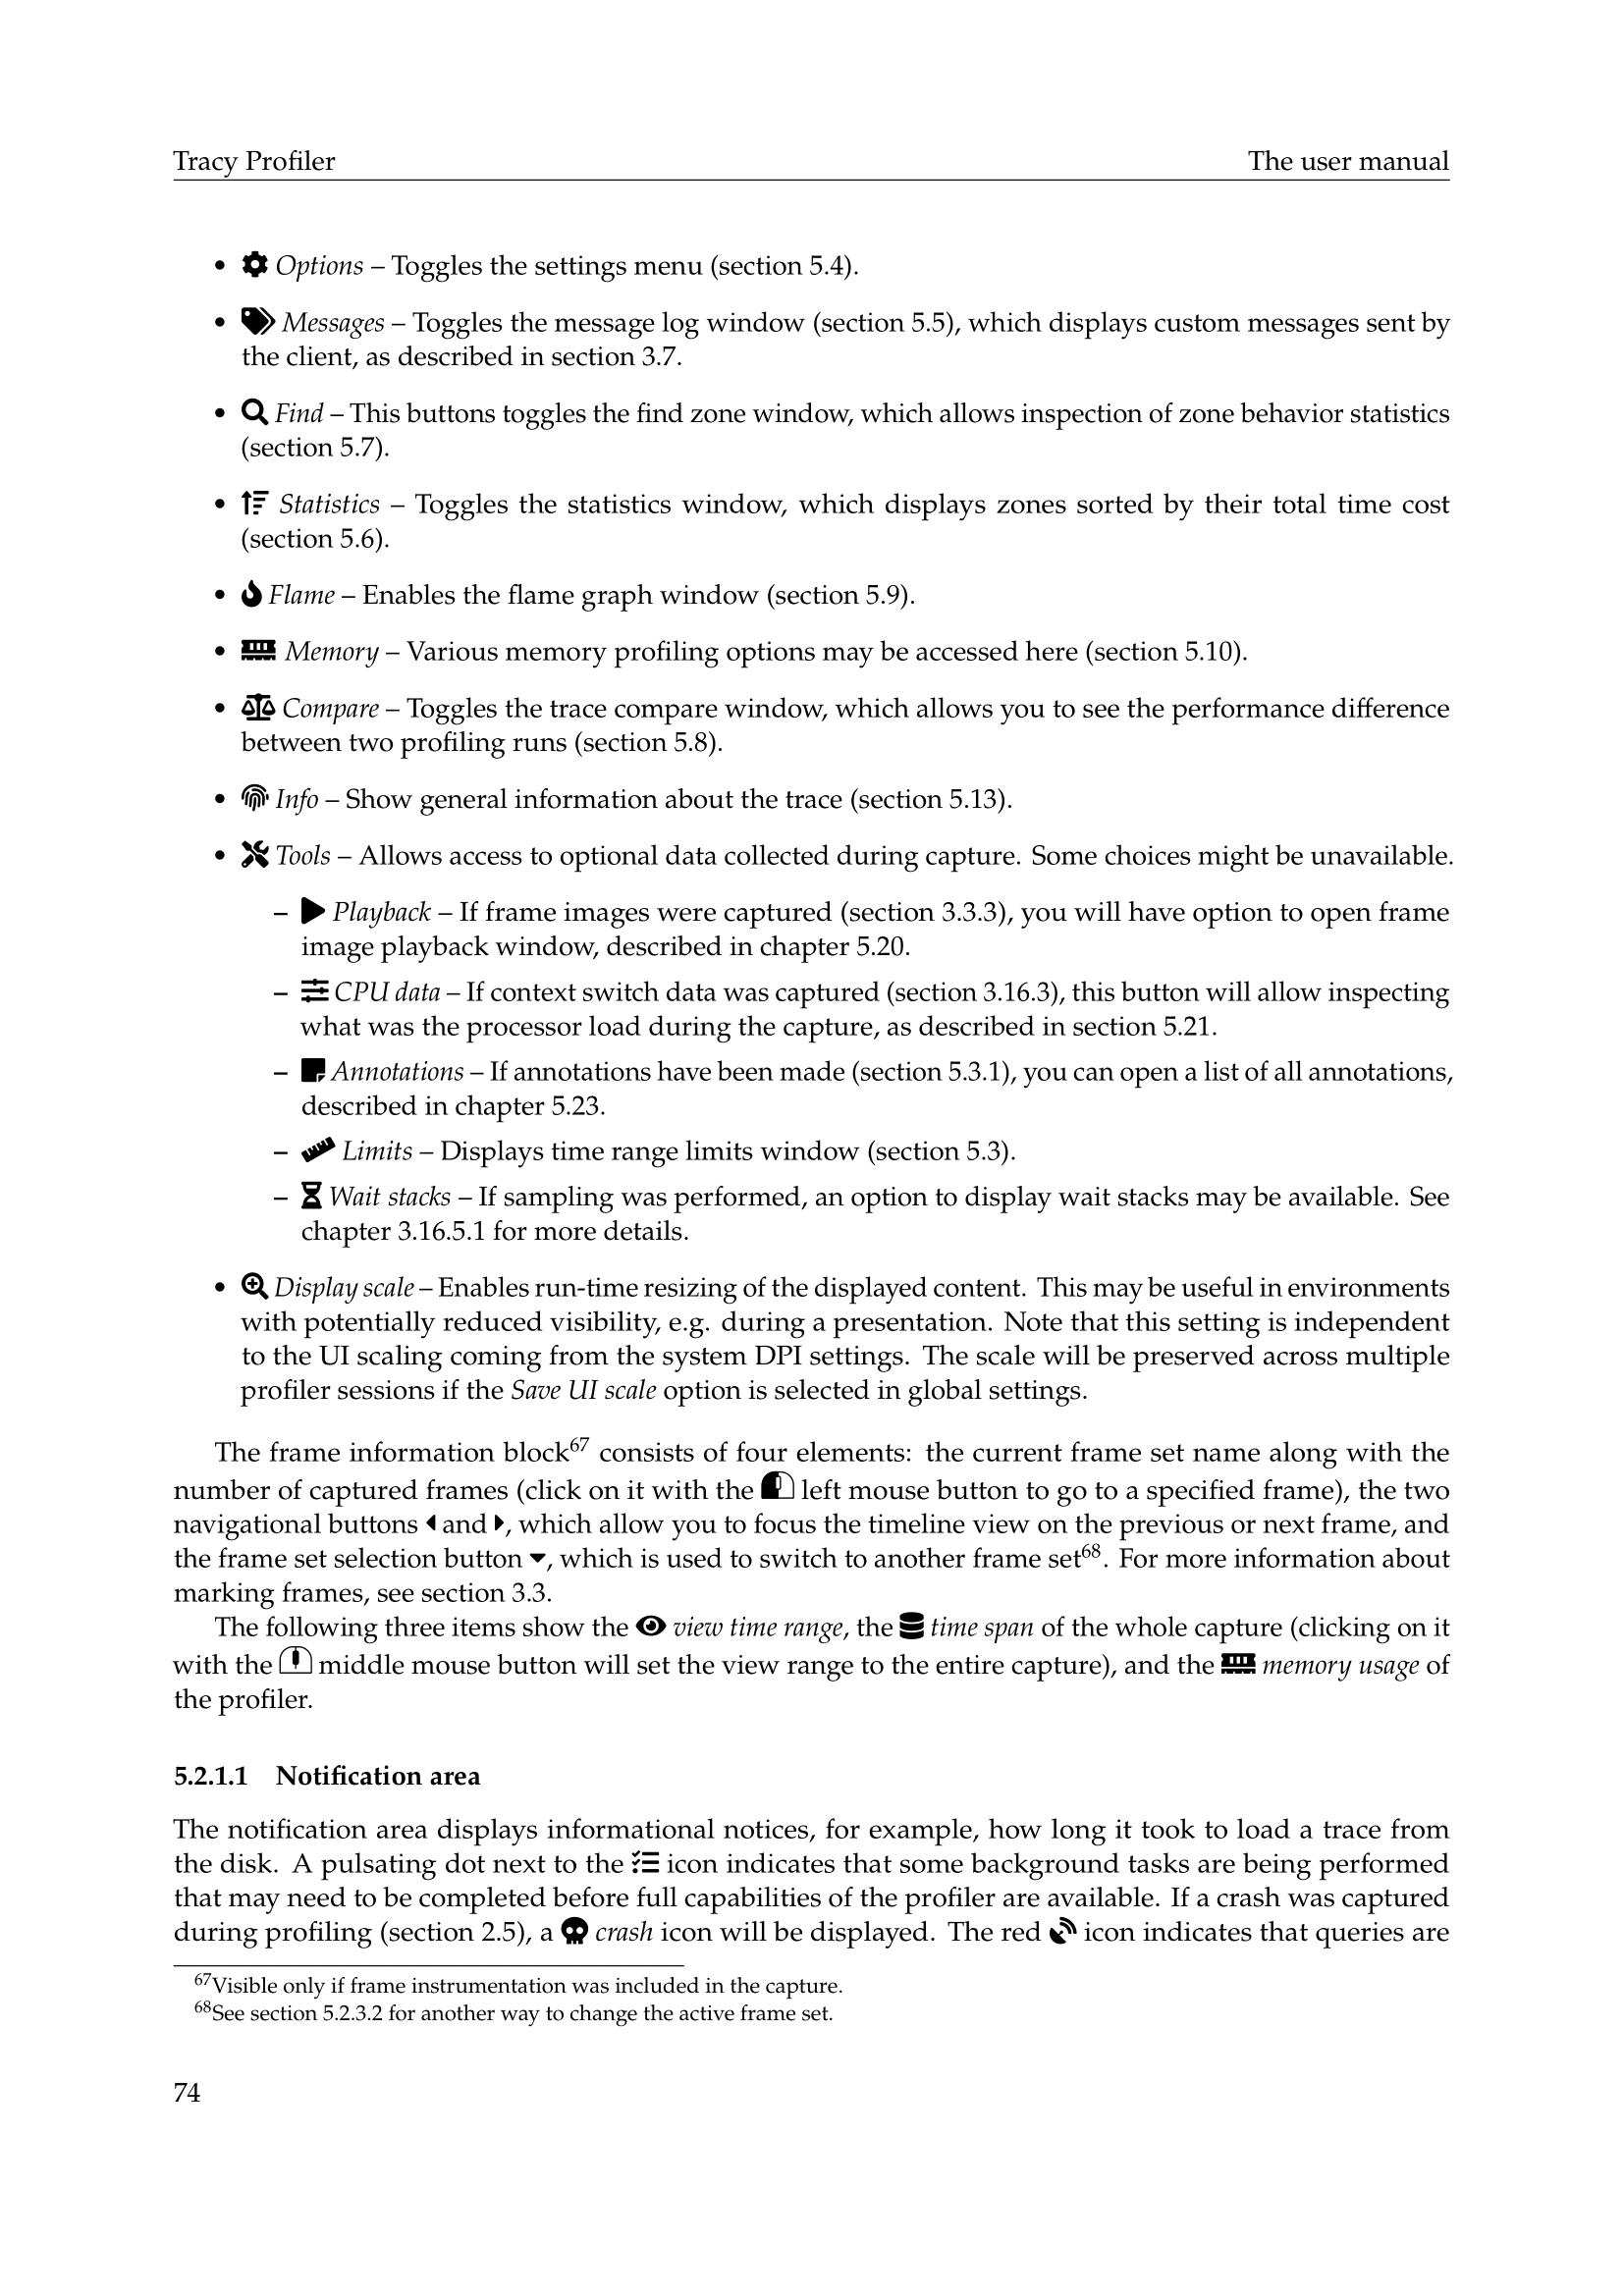 Tracy Profiler The user manual
• Options – Toggles the settings menu (section 5.4).
• Messages – Toggles the message log window (section 5.5), which displays custom messages sent by
the client, as described in section 3.7.
• Find – This buttons toggles the find zone window, which allows inspection of zone behavior statistics
(section 5.7).
• Statistics – Toggles the statistics window, which displays zones sorted by their total time cost
(section 5.6).
• Flame – Enables the flame graph window (section 5.9).
• Memory – Various memory profiling options may be accessed here (section 5.10).
• Compare – Toggles the trace compare window, which allows you to see the performance difference
between two profiling runs (section 5.8).
• Info – Show general information about the trace (section 5.13).
• Tools – Allows access to optional data collected during capture. Some choices might be unavailable.
– Playback – If frame images were captured (section 3.3.3), you will have option to open frame
image playback window, described in chapter 5.20.
– CPU data – If context switch data was captured (section 3.16.3), this button will allow inspecting
what was the processor load during the capture, as described in section 5.21.
– Annotations – If annotations have been made (section 5.3.1), you can open a list of all annotations,
described in chapter 5.23.
– Limits – Displays time range limits window (section 5.3).
– Wait stacks – If sampling was performed, an option to display wait stacks may be available. See
chapter 3.16.5.1 for more details.
• Display scale – Enables run-time resizing of the displayed content. This may be useful in environments
with potentially reduced visibility, e.g. during a presentation. Note that this setting is independent
to the UI scaling coming from the system DPI settings. The scale will be preserved across multiple
profiler sessions if the Save UI scale option is selected in global settings.
The frame information block67 consists of four elements: the current frame set name along with the
number of captured frames (click on it with the left mouse button to go to a specified frame), the two
navigational buttons and , which allow you to focus the timeline view on the previous or next frame, and
the frame set selection button , which is used to switch to another frame set68. For more information about
marking frames, see section 3.3.
The following three items show the view time range, the time span of the whole capture (clicking on it
with the middle mouse button will set the view range to the entire capture), and the memory usage of
the profiler.
5.2.1.1 Notification area
The notification area displays informational notices, for example, how long it took to load a trace from
the disk. A pulsating dot next to the icon indicates that some background tasks are being performed
that may need to be completed before full capabilities of the profiler are available. If a crash was captured
during profiling (section 2.5), a crash icon will be displayed. The red icon indicates that queries are
67Visible only if frame instrumentation was included in the capture.
68See section 5.2.3.2 for another way to change the active frame set.
74